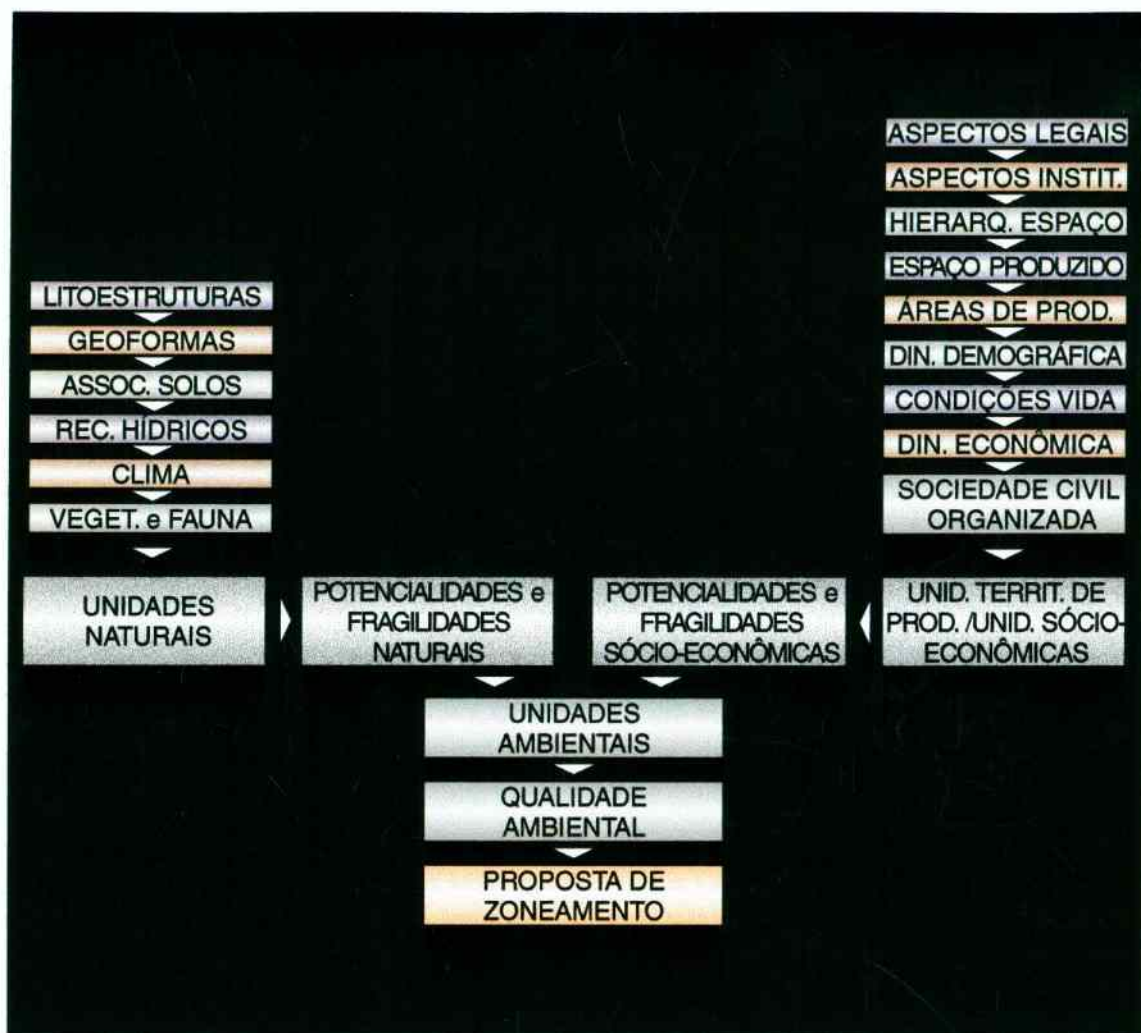 LITOESTRUTURAS
GEOFORMAS
ASSOC. SOLOS
REC. HÍDRICOS
CLIMA
VEGET. e FAUNA
UNIDADES
NATURAIS
POTENCIALIDADES e
FRAGILIDADES
NATURAIS
ASPECTOS LEGAIS
ASPECTOS INSTIT.
HIERARQ. ESPAÇO
ESPAÇO PRODUZIDO
ÁREAS DE PROD.
DIN. DEMOGRÁFICA
CONDIÇÕES VIDA
DIN. ECONÔMICA
SOCIEDADE CIVIL
ORGANIZADA
UNID. TERRIT. DE
PROD. /UNID. SÓCIO-
ECONÔMICAS
POTENCIALIDADES e
FRAGILIDADES
SÓCIO-ECONÔMICAS
UNIDADES
AMBIENTAIS
QUALIDADE
AMBIENTAL
PROPOSTA DE
ZONEAMENTO